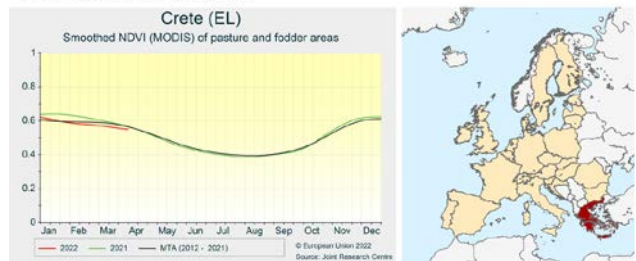 Crete (EL)
Smoothed NDVI (MODIS) of pasture and fodder areas
1
0.8
0.6
0.4
0.2
0
Jan Feb Mar Apr May Jun Jul Aug Sep Oct Nov Dec
2022 2021 MTA (2012 - 2021)
© European Union 2022
Source: Joint Research Centre